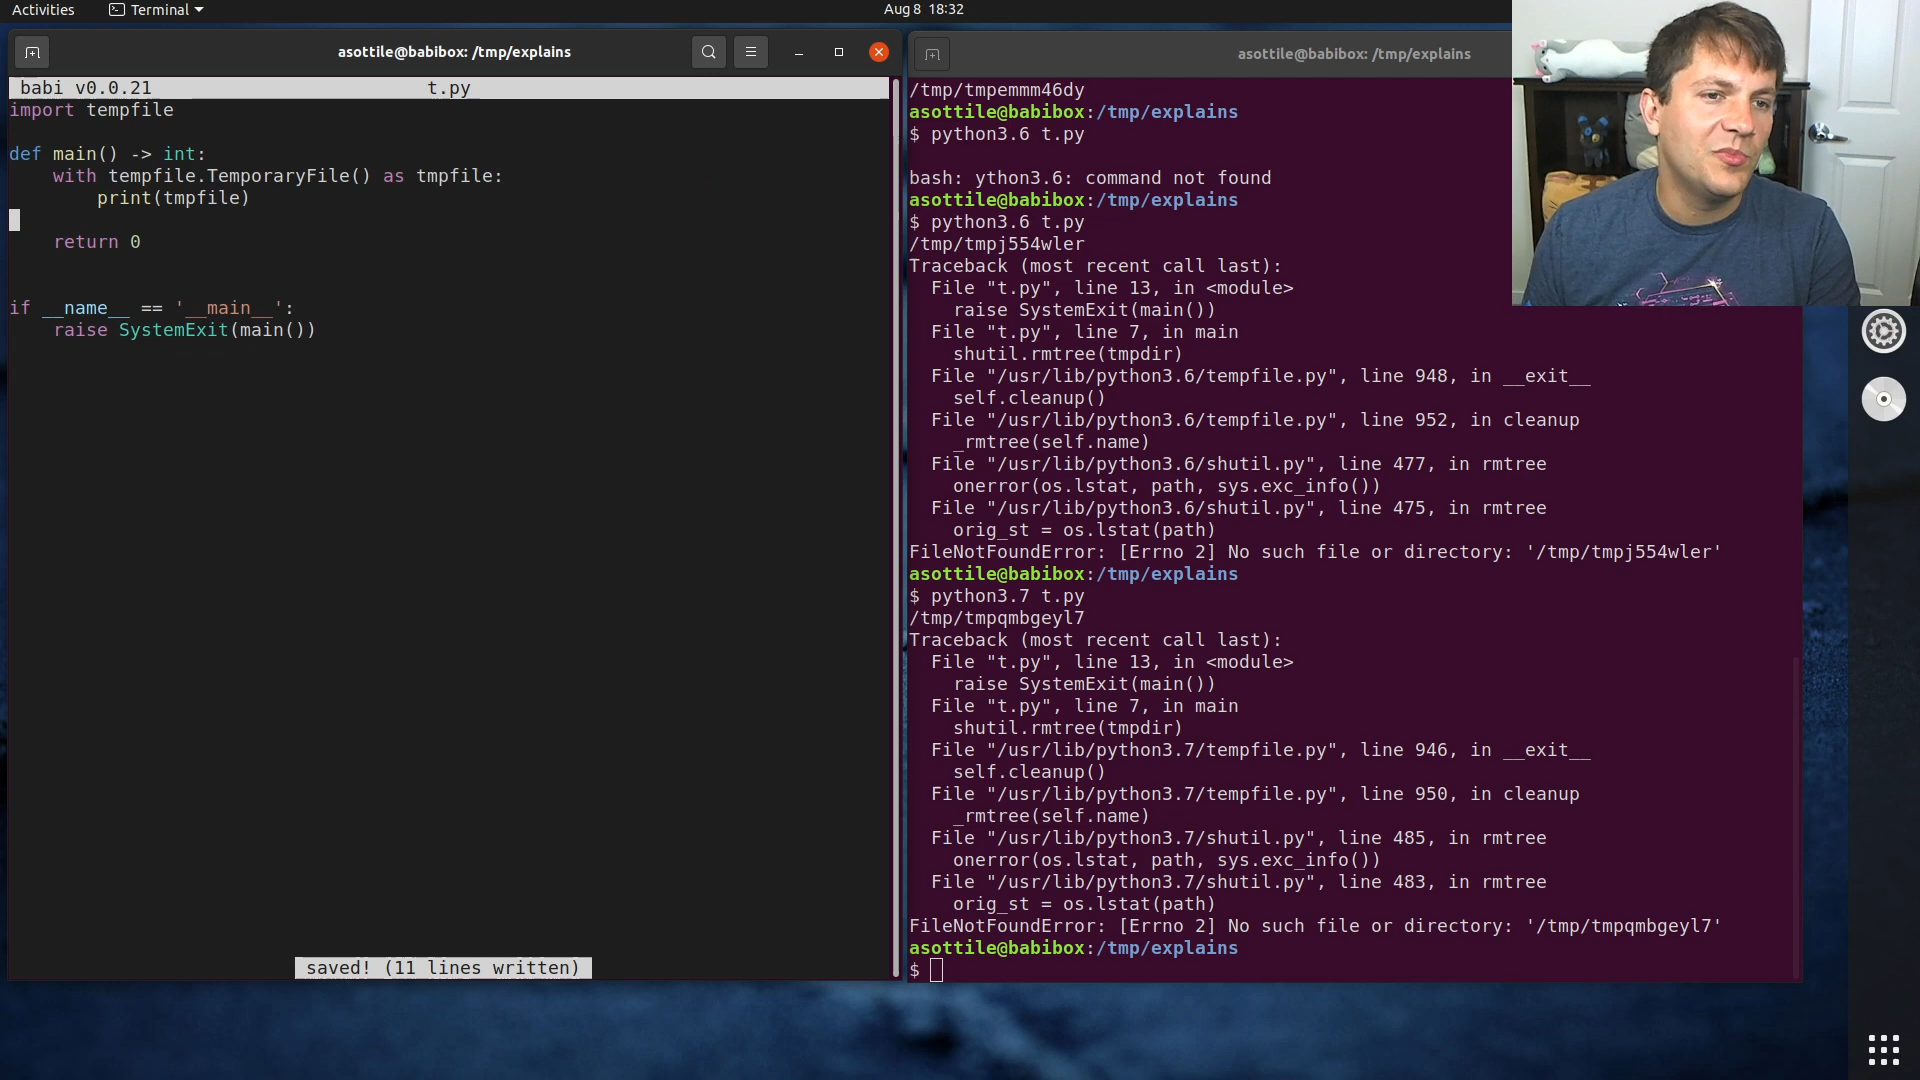 Activities
Terminal
Aug 8 18:32
asottile@babibox: /tmp/explains
babi v0.0.21 t.py
import tempfile
def main() -> int:
    with tempfile.TemporaryFile() as tmpfile:
        print(tmpfile)
    return 0
if __name__ == '__main__':
    raise SystemExit(main())
saved! (11 lines written)
asottile@babibox: /tmp/explains
/tmp/tmpemmm46dy
asottile@babibox:/tmp/explains
$ python3.6 t.py
bash: ython3.6: command not found
asottile@babibox:/tmp/explains
$ python3.6 t.py
/tmp/tmpj554wler
Traceback (most recent call last):
  File "t.py", line 13, in <module>
    raise SystemExit(main())
  File "t.py", line 7, in main
    shutil.rmtree(tmpdir)
  File "/usr/lib/python3.6/tempfile.py", line 948, in __exit__
    self.cleanup()
  File "/usr/lib/python3.6/tempfile.py", line 952, in cleanup
    _rmtree(self.name)
  File "/usr/lib/python3.6/shutil.py", line 477, in rmtree
    onerror(os.lstat, path, sys.exc_info())
  File "/usr/lib/python3.6/shutil.py", line 475, in rmtree
    orig_st = os.lstat(path)
FileNotFoundError: [Errno 2] No such file or directory: '/tmp/tmpj554wler'
asottile@babibox:/tmp/explains
$ python3.7 t.py
/tmp/tmpqmbgeyl7
Traceback (most recent call last):
  File "t.py", line 13, in <module>
    raise SystemExit(main())
  File "t.py", line 7, in main
    shutil.rmtree(tmpdir)
  File "/usr/lib/python3.7/tempfile.py", line 946, in __exit__
    self.cleanup()
  File "/usr/lib/python3.7/tempfile.py", line 950, in cleanup
    _rmtree(self.name)
  File "/usr/lib/python3.7/shutil.py", line 485, in rmtree
    onerror(os.lstat, path, sys.exc_info())
  File "/usr/lib/python3.7/shutil.py", line 483, in rmtree
    orig_st = os.lstat(path)
FileNotFoundError: [Errno 2] No such file or directory: '/tmp/tmpqmbgeyl7'
asottile@babibox:/tmp/explains
$